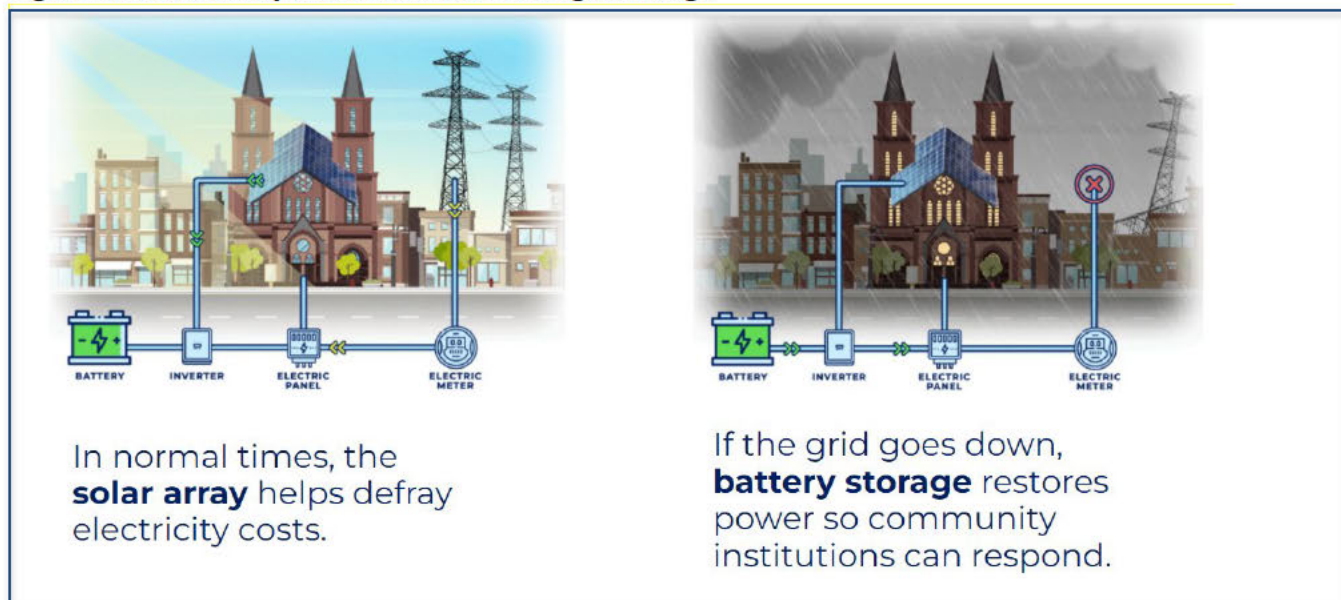 BATTERY
INVERTER
ELECTRIC
PANEL
ELECTRIC
METER
In normal times, the
solar array helps defray
electricity costs.
BATTERY
INVERTER
ELECTRIC
PANEL
ELECTRIC
METER
If the grid goes down,
battery storage restores
power so community
institutions can respond.